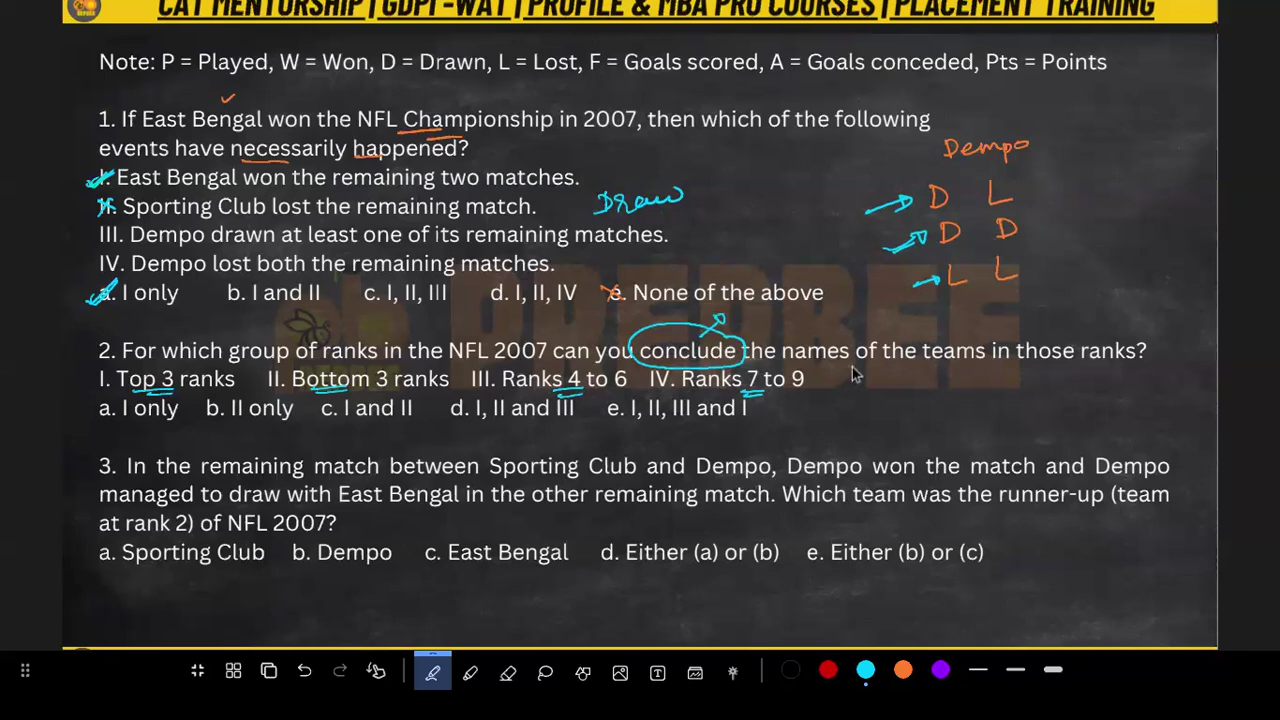 CAT MENTORSHIP | GDPI -WAT | PROFILE & MBA PRO COURSES | PLACEMENT TRAINING
Note: P = Played, W = Won, D = Drawn, L = Lost, F = Goals scored, A = Goals conceded, Pts = Points
1. If East Bengal won the NFL Championship in 2007, then which of the following
events have necessarily happened?
Dempo
I. East Bengal won the remaining two matches.
D L
II. Sporting Club lost the remaining match. Draw
III. Dempo drawn at least one of its remaining matches.
D D
IV. Dempo lost both the remaining matches.
L L
a. I only b. I and II c. I, II, III d. I, II, IV e. None of the above
PREPBEE
2. For which group of ranks in the NFL 2007 can you conclude the names of the teams in those ranks?
I. Top 3 ranks II. Bottom 3 ranks III. Ranks 4 to 6 IV. Ranks 7 to 9
a. I only b. II only c. I and II d. I, II and III e. I, II, III and I
3. In the remaining match between Sporting Club and Dempo, Dempo won the match and Dempo
managed to draw with East Bengal in the other remaining match. Which team was the runner-up (team
at rank 2) of NFL 2007?
a. Sporting Club b. Dempo c. East Bengal d. Either (a) or (b) e. Either (b) or (c)